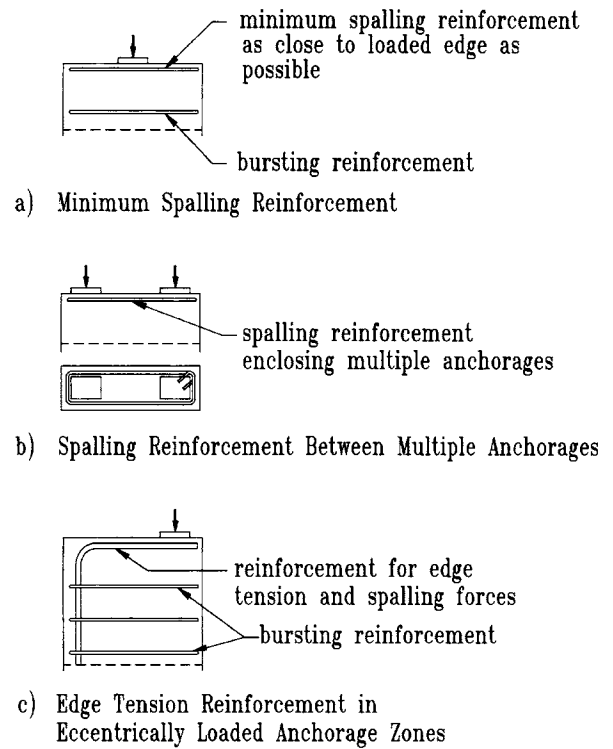 minimum spalling reinforcement
as close to loaded edge as
possible
bursting reinforcement
a) Minimum Spalling Reinforcement
spalling reinforcement
enclosing multiple anchorages
b) Spalling Reinforcement Between Multiple Anchorages
reinforcement for edge
tension and spalling forces
bursting reinforcement
c) Edge Tension Reinforcement in
Eccentrically Loaded Anchorage Zones